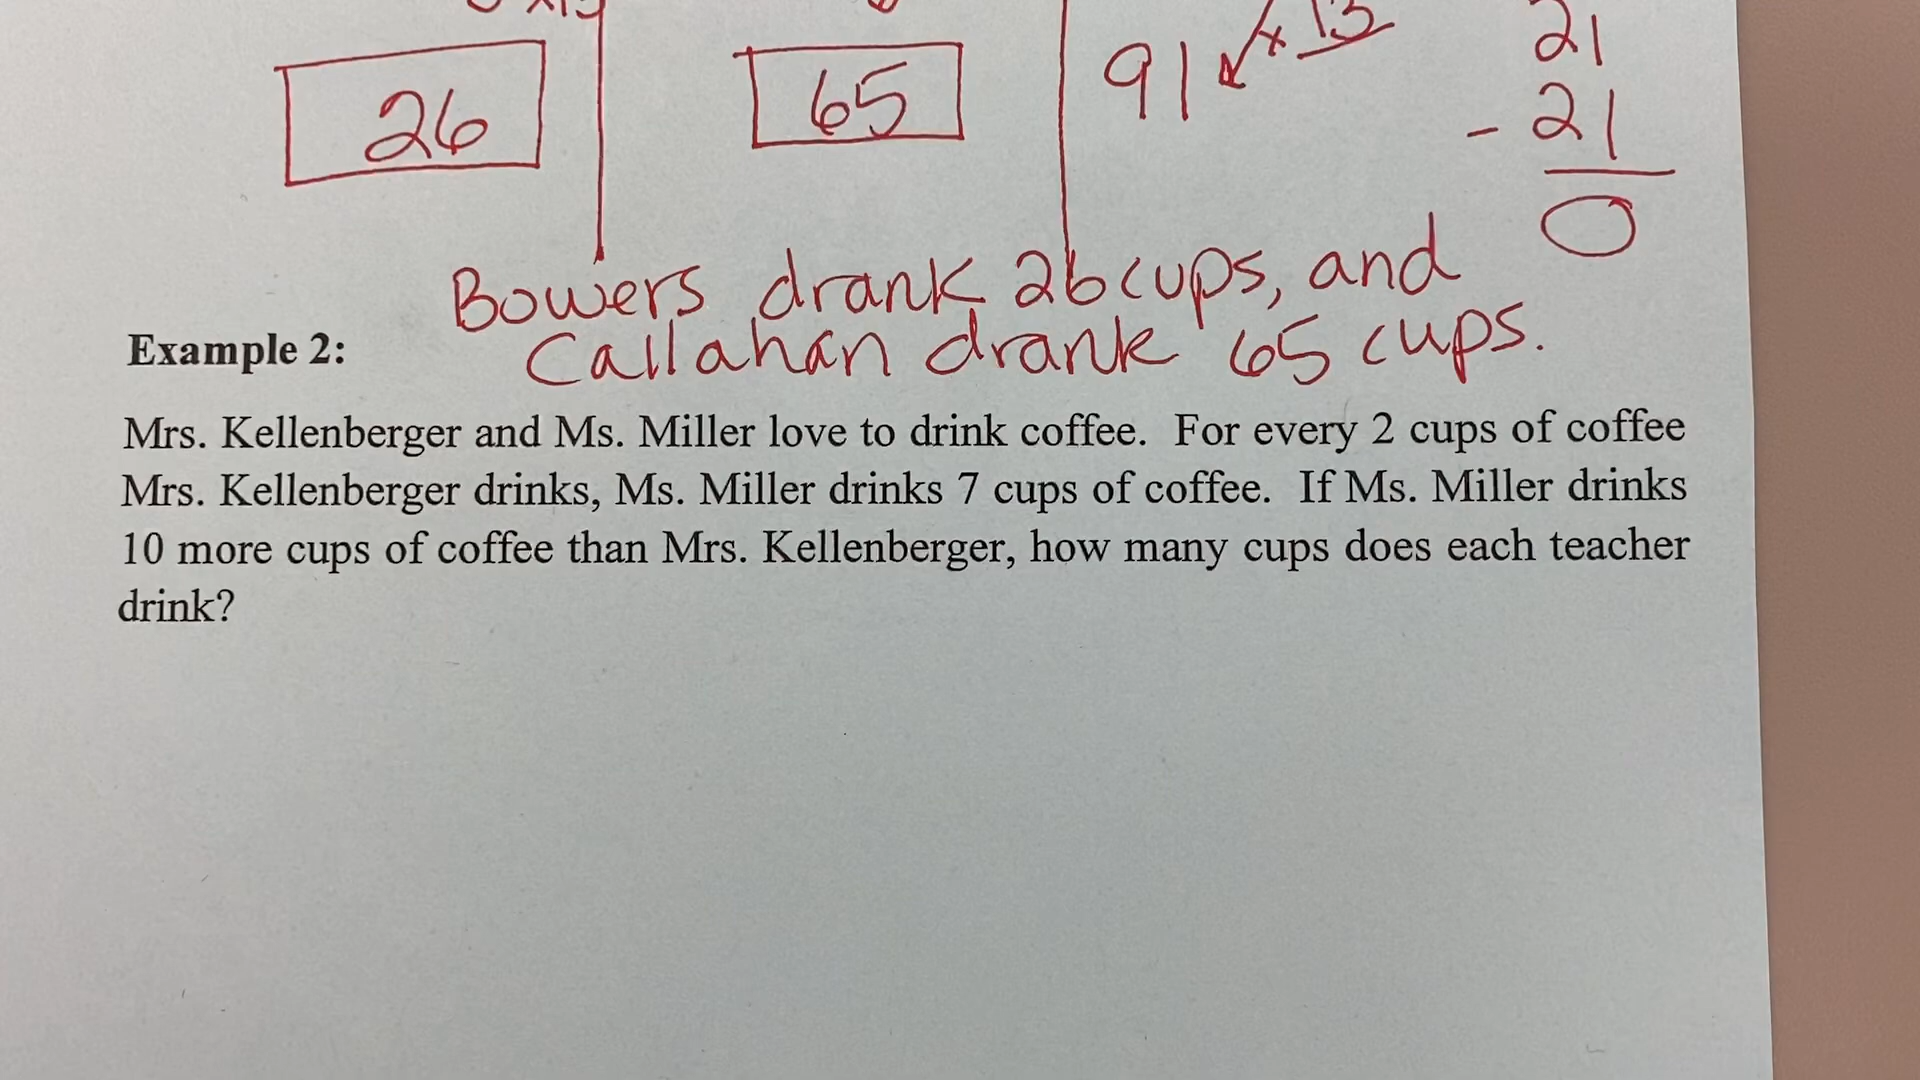 26
65
91
x 13
21
- 21
0
Bowers drank 26 cups, and
Callahan drank 65 cups.
Example 2:
Mrs. Kellenberger and Ms. Miller love to drink coffee. For every 2 cups of coffee
Mrs. Kellenberger drinks, Ms. Miller drinks 7 cups of coffee. If Ms. Miller drinks
10 more cups of coffee than Mrs. Kellenberger, how many cups does each teacher
drink?